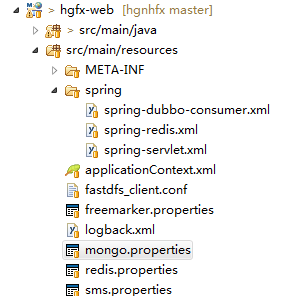 > hgfx-web [hgnhfx master]
> src/main/java
src/main/resources
META-INF
spring
spring-dubbo-consumer.xml
spring-redis.xml
spring-servlet.xml
applicationContext.xml
fastdfs_client.conf
freemarker.properties
logback.xml
mongo.properties
redis.properties
sms.properties